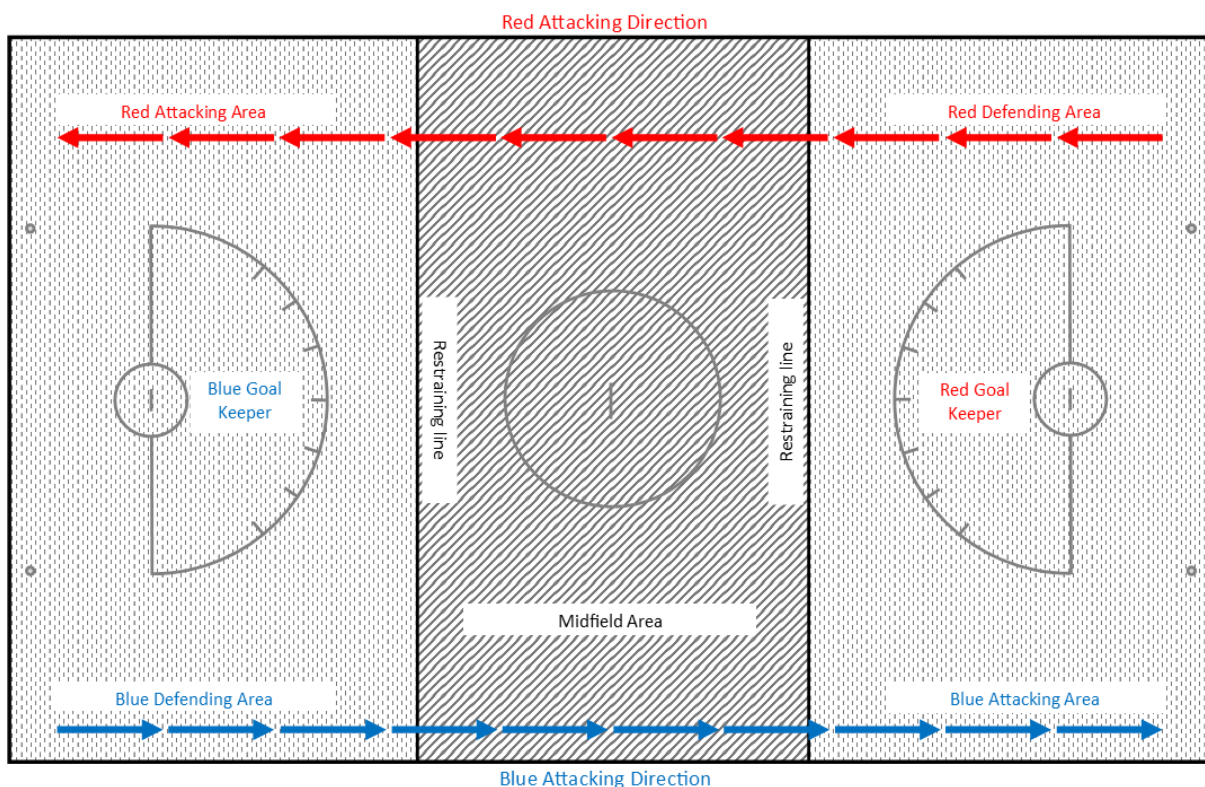 Red Attacking Direction
Red Attacking Area
Red Defending Area
Restraining line
Restraining line
Blue Goal
Keeper
Red Goal
Keeper
Midfield Area
Blue Defending Area
Blue Attacking Area
Blue Attacking Direction